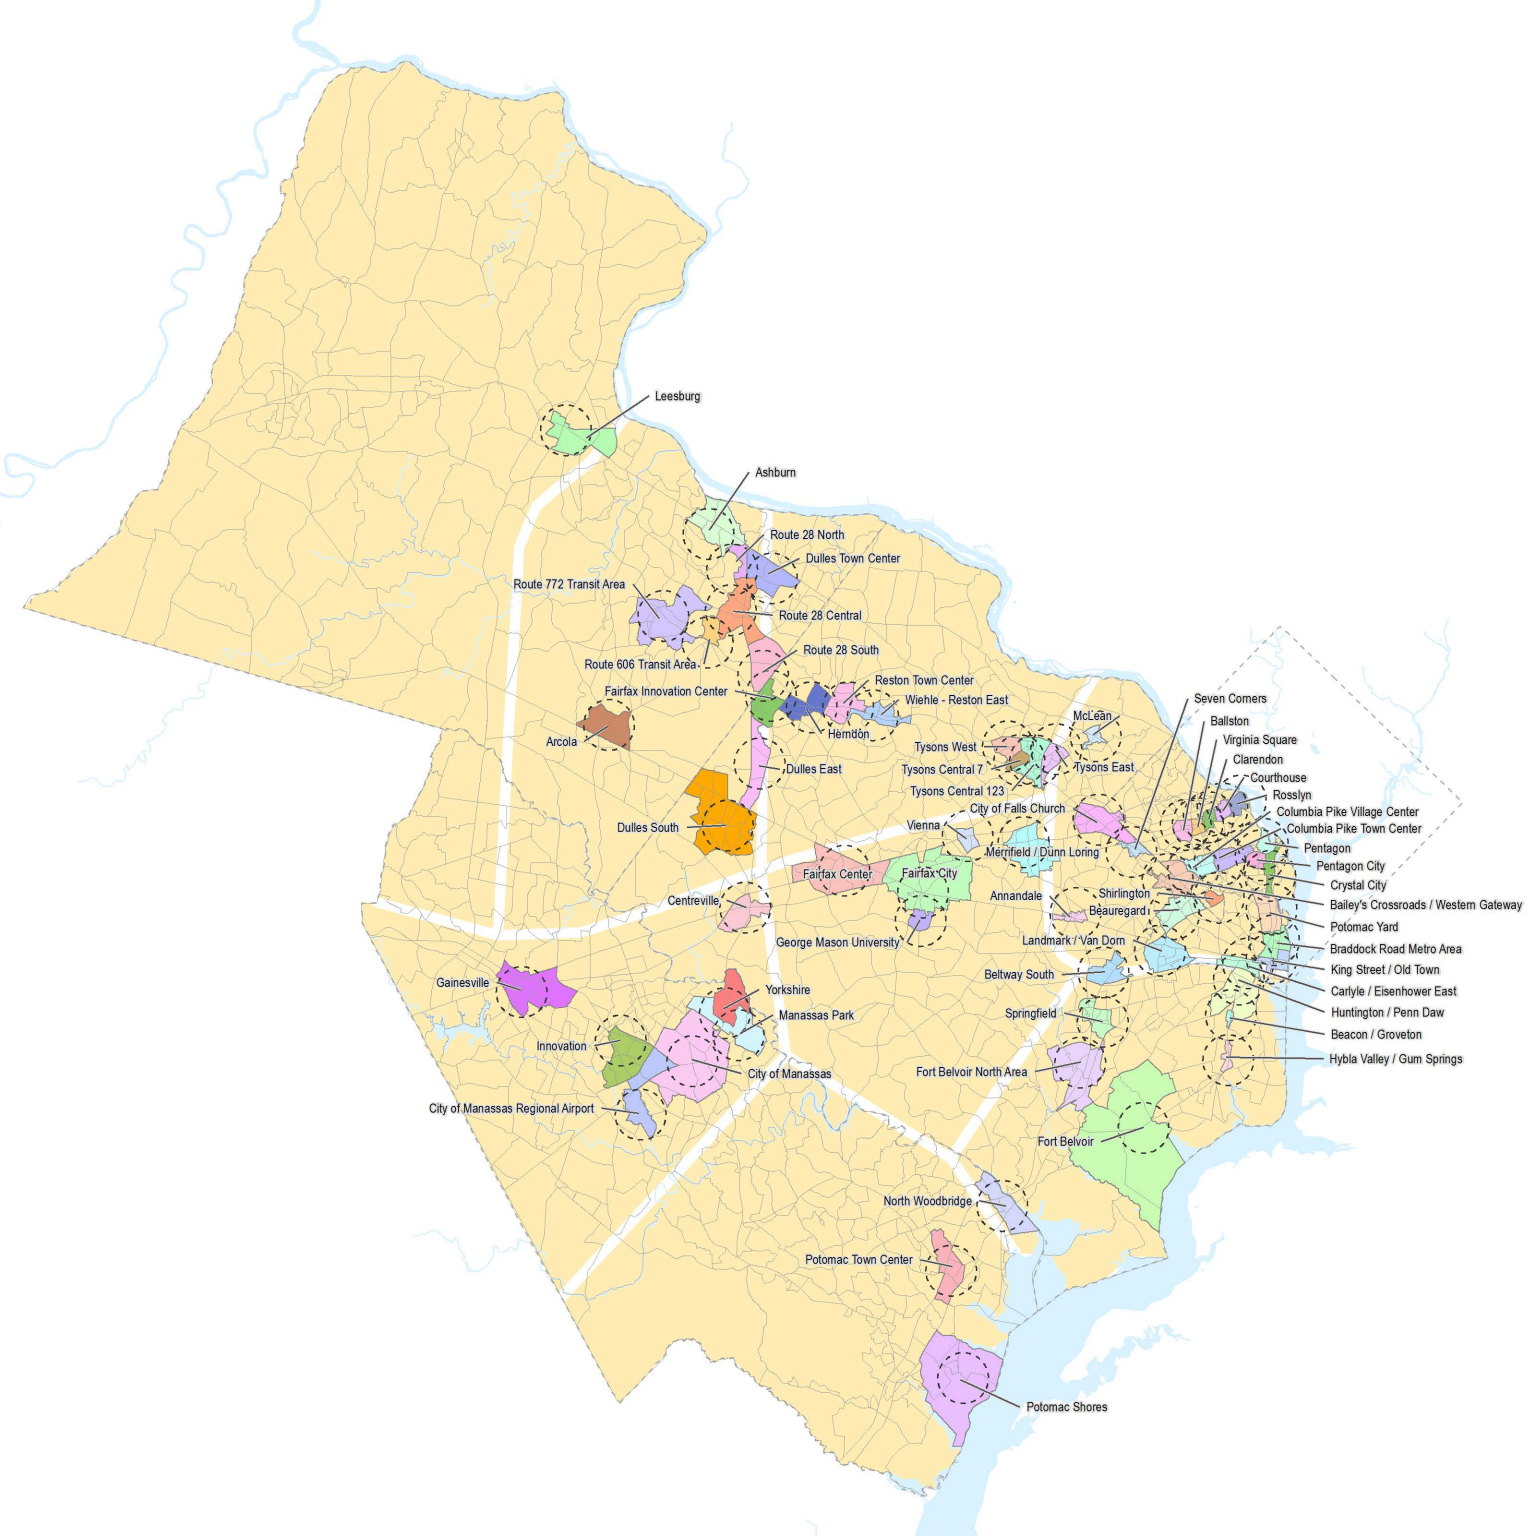 Leesburg
Ashburn
Route 28 North
Dulles Town Center
Route 772 Transit Area
Route 28 Central
Route 28 South
Route 606 Transit Area
Reston Town Center
Fairfax Innovation Center
Wiehle - Reston East
Seven Corners
McLean
Ballston
Herndon
Arcola
Virginia Square
Tysons West
Clarendon
Dulles East
Tysons Central 7
Tysons East
Courthouse
Tysons Central 123
Rosslyn
City of Falls Church
Columbia Pike Village Center
Dulles South
Vienna
Columbia Pike Town Center
Merrifield / Dunn Loring
Pentagon
Pentagon City
Fairfax Center
Fairfax City
Crystal City
Centreville
Annandale
Shirlington
Bailey's Crossroads / Western Gateway
Beauregard
Potomac Yard
George Mason University
Landmark / Van Dorn
Braddock Road Metro Area
Beltway South
King Street / Old Town
Gainesville
Yorkshire
Carlyle / Eisenhower East
Manassas Park
Springfield
Huntington / Penn Daw
Beacon / Groveton
Innovation
Hybla Valley / Gum Springs
City of Manassas
Fort Belvoir North Area
City of Manassas Regional Airport
Fort Belvoir
North Woodbridge
Potomac Town Center
Potomac Shores